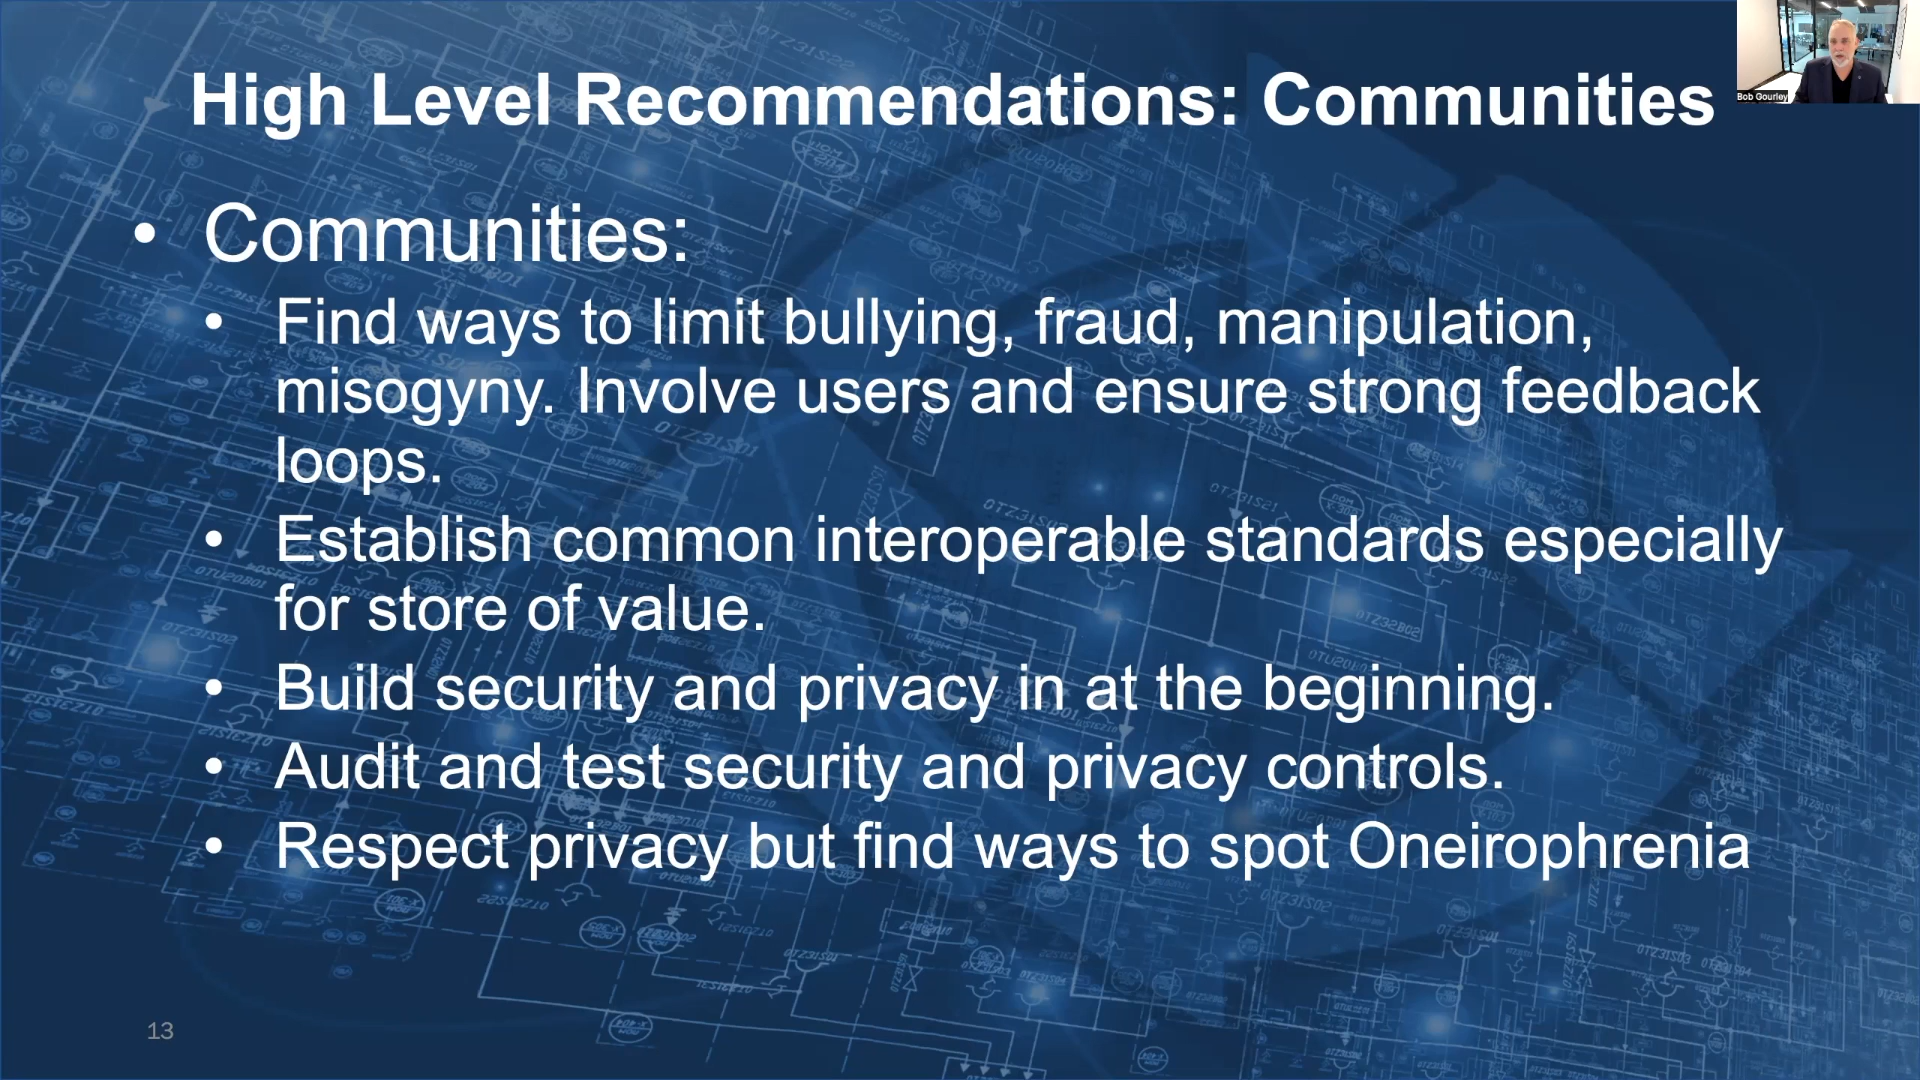 High Level Recommendations: Communities
Bob Gourley
• Communities:
• Find ways to limit bullying, fraud, manipulation,
misogyny. Involve users and ensure strong feedback
loops.
• Establish common interoperable standards especially
for store of value.
• Build security and privacy in at the beginning.
• Audit and test security and privacy controls.
• Respect privacy but find ways to spot Oneirophrenia
13